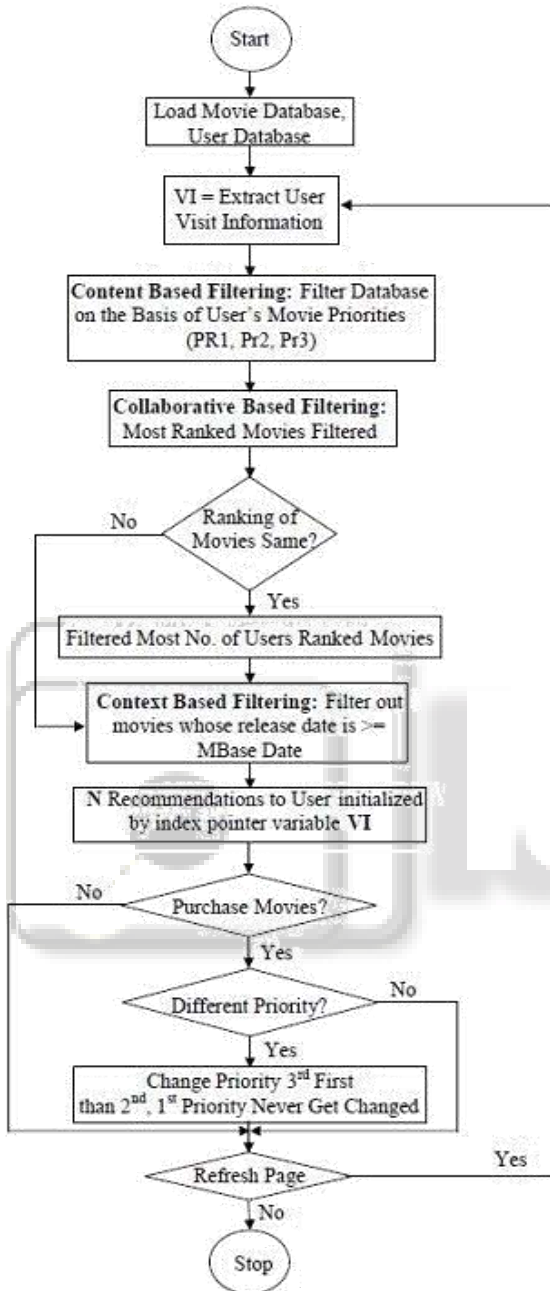 Start
Load Movie Database,
User Database
VI = Extract User
Visit Information
Content Based Filtering: Filter Database
on the Basis of User's Movie Priorities
(PR1, Pr2, Pr3)
Collaborative Based Filtering:
Most Ranked Movies Filtered
No
Ranking of
Movies Same?
Yes
Filtered Most No. of Users Ranked Movies
Context Based Filtering: Filter out
movies whose release date is >=
MBase Date
N Recommendations to User initialized
by index pointer variable VI
No
Purchase Movies?
Yes
Different Priority?
No
Yes
Change Priority 3rd First
than 2nd, 1st Priority Never Get Changed
Refresh Page
Yes
No
Stop